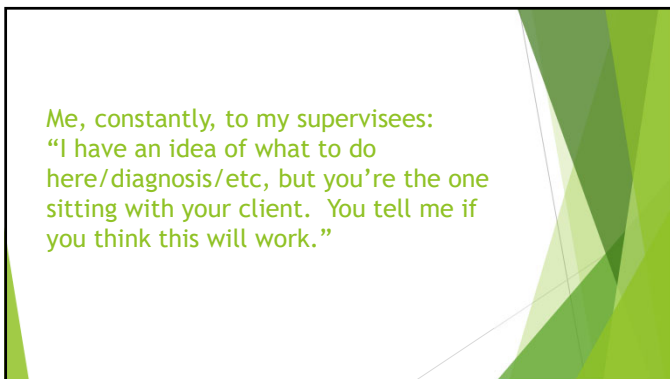 Me, constantly, to my supervisees:
“I have an idea of what to do
here/diagnosis/etc, but you’re the one
sitting with your client.  You tell me if
you think this will work.”